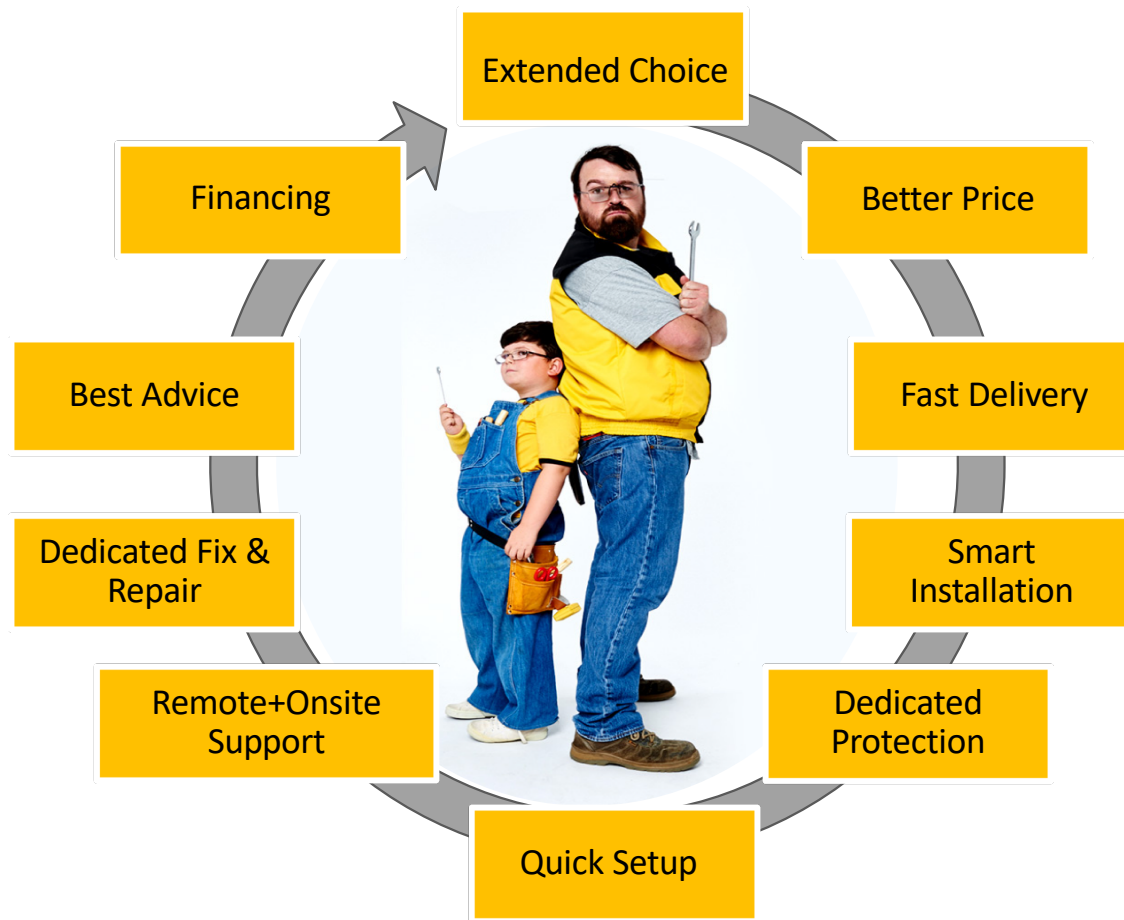 Extended Choice
Better Price
Fast Delivery
Smart
Installation
Dedicated
Protection
Quick Setup
Remote+Onsite
Support
Dedicated Fix &
Repair
Best Advice
Financing